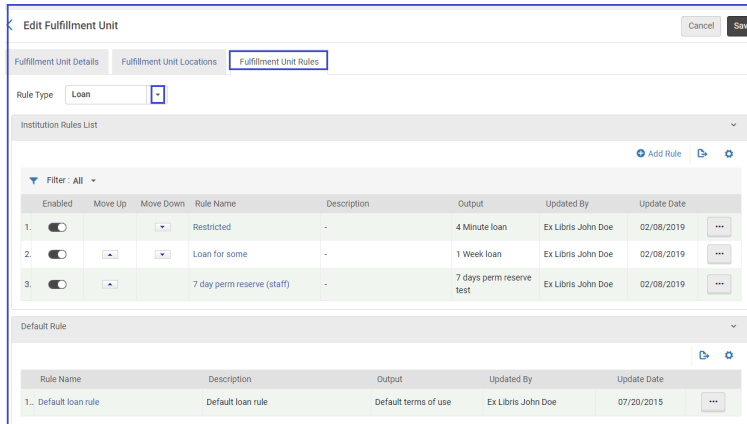 Edit Fulfillment Unit
Cancel
Fulfillment Unit Details Fulfillment Unit Locations Fulfillment Unit Rules
Rule Type Loan
Institution Rules List
Add Rule
Filter : All
Enabled Move Up Move Down Rule Name Description Output Updated By Update Date
1. Restricted - 4 Minute loan Ex Libris John Doe 02/08/2019
2. Loan for some - 1 Week loan Ex Libris John Doe 02/08/2019
3. 7 day perm reserve (staff) - 7 days perm reserve test Ex Libris John Doe 02/08/2019
Default Rule
Rule Name Description Output Updated By Update Date
1.. Default loan rule Default loan rule Default terms of use Ex Libris John Doe 07/20/2015